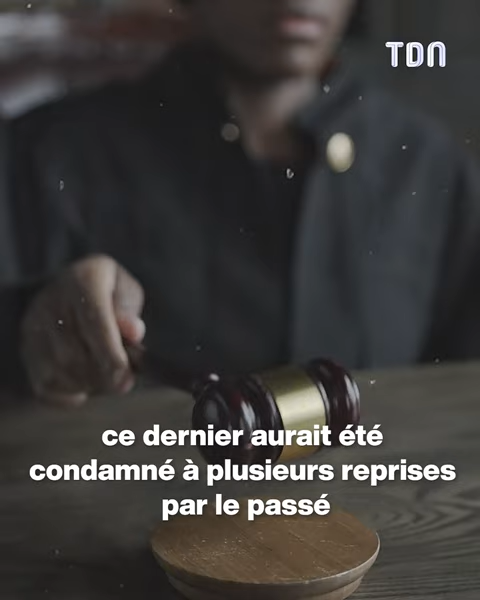 TDN
ce dernier aurait été
condamné à plusieurs reprises
par le passé